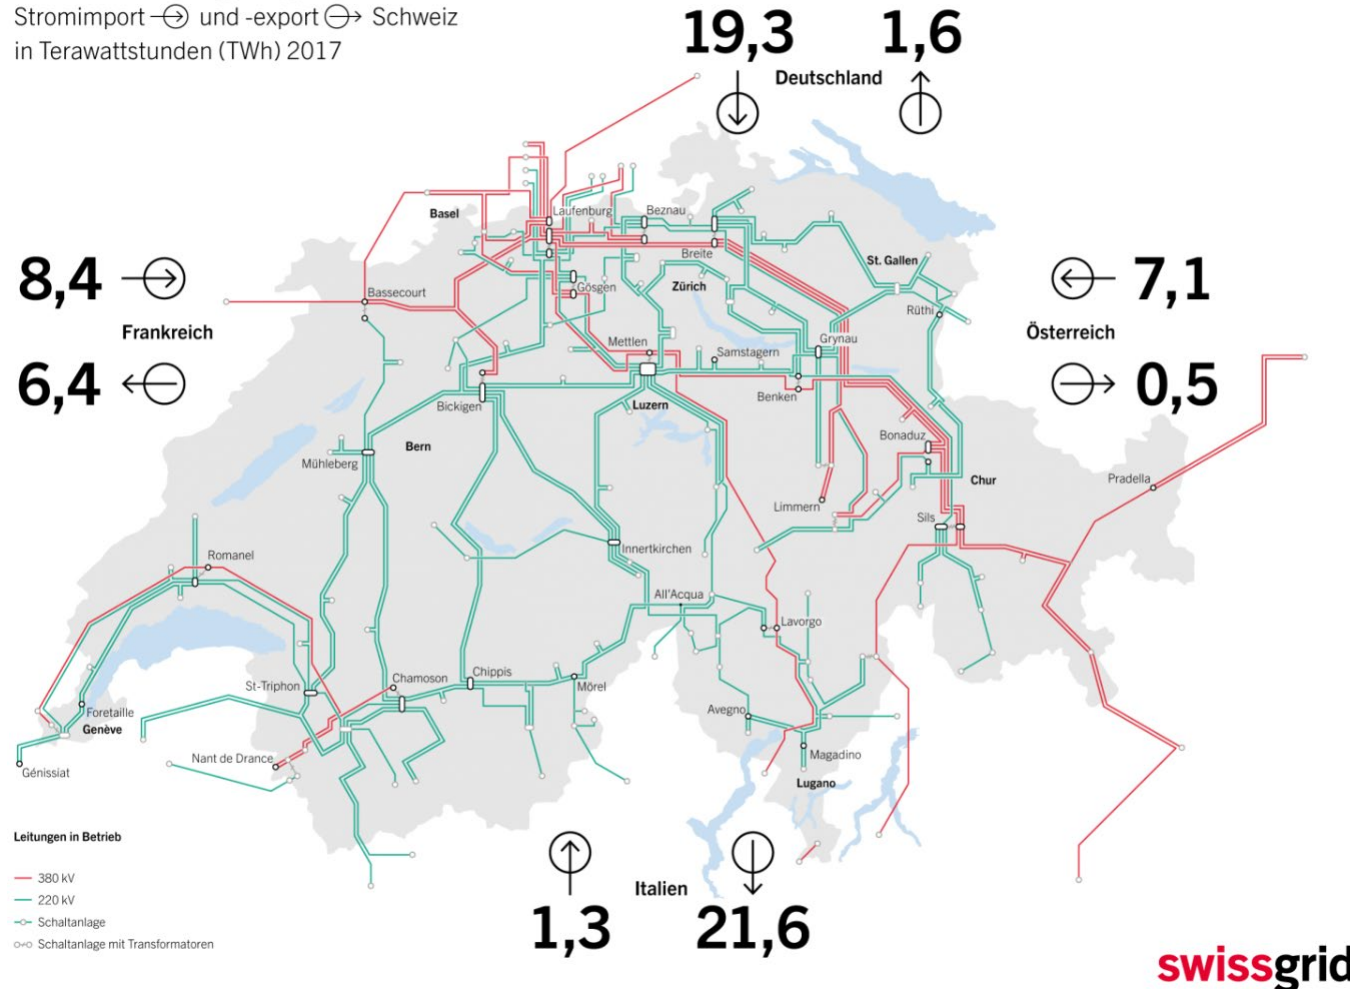 Stromimport und -export Schweiz
in Terawattstunden (TWh) 2017
19,3
1,6
Deutschland
Basel
Laufenburg
Beznau
Breite
St. Gallen
8,4
Frankreich
6,4
Bassecourt
Gösgen
Zürich
Rüthi
7,1
Österreich
0,5
Mettlen
Samstagern
Grynau
Bickigen
Luzern
Benken
Bern
Mühleberg
Bonaduz
Chur
Pradella
Limmern
Sils
Romanel
Innertkirchen
All'Acqua
Lavorgo
St-Triphon
Chamoson
Chippis
Mörel
Foretaille
Genève
Avegno
Génissiat
Nant de Drance
Magadino
Lugano
Leitungen in Betrieb
380 kV
220 kV
Schaltanlage
Schaltanlage mit Transformatoren
1,3
Italien
21,6
swissgrid